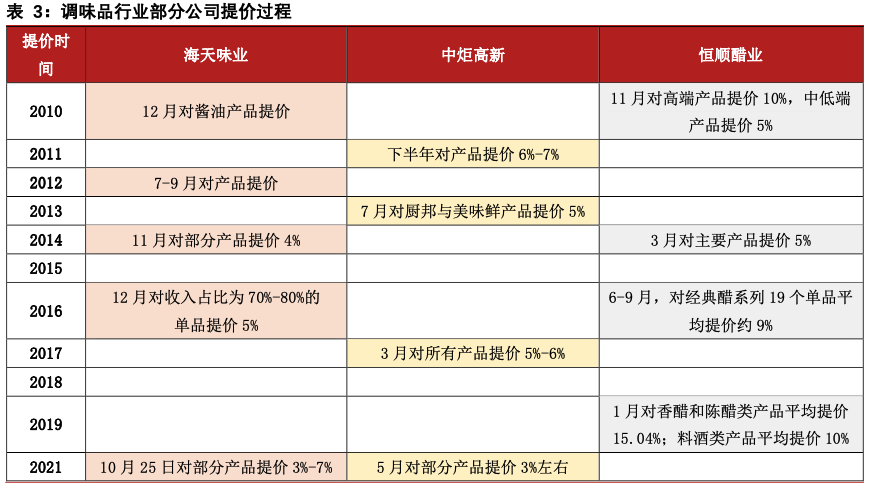 表 3：调味品行业部分公司提价过程
提价时
间
海天味业
中炬高新
恒顺醋业
2010
12 月对酱油产品提价
11 月对高端产品提价 10%，中低端
产品提价 5%
2011
下半年对产品提价 6%-7%
2012
7-9 月对产品提价
2013
7 月对厨邦与美味鲜产品提价 5%
2014
11 月对部分产品提价 4%
3 月对主要产品提价 5%
2015
2016
12 月对收入占比为 70%-80%的
单品提价 5%
6-9 月，对经典醋系列 19 个单品平
均提价约 9%
2017
3 月对所有产品提价 5%-6%
2018
2019
1 月对香醋和陈醋类产品平均提价
15.04%；料酒类产品平均提价 10%
2021
10 月 25 日对部分产品提价 3%-7%
5 月对部分产品提价 3%左右